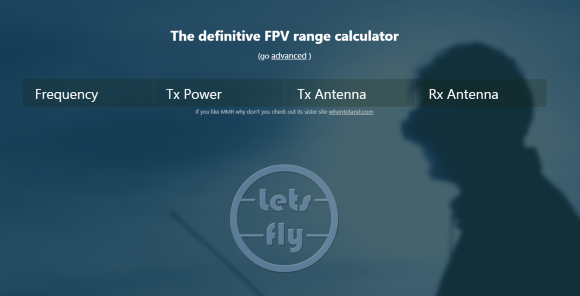 The definitive FPV range calculator
(go advanced )
Frequency Tx Power Tx Antenna Rx Antenna
If you like MMR why don't you check out its sister site whentoland.com
Lets
fly